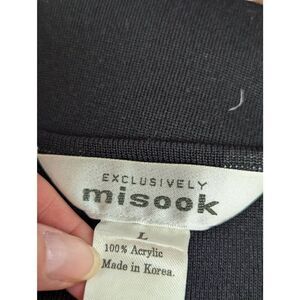 EXCLUSIVELY
misook
L
100% Acrylic
Made in Korea.